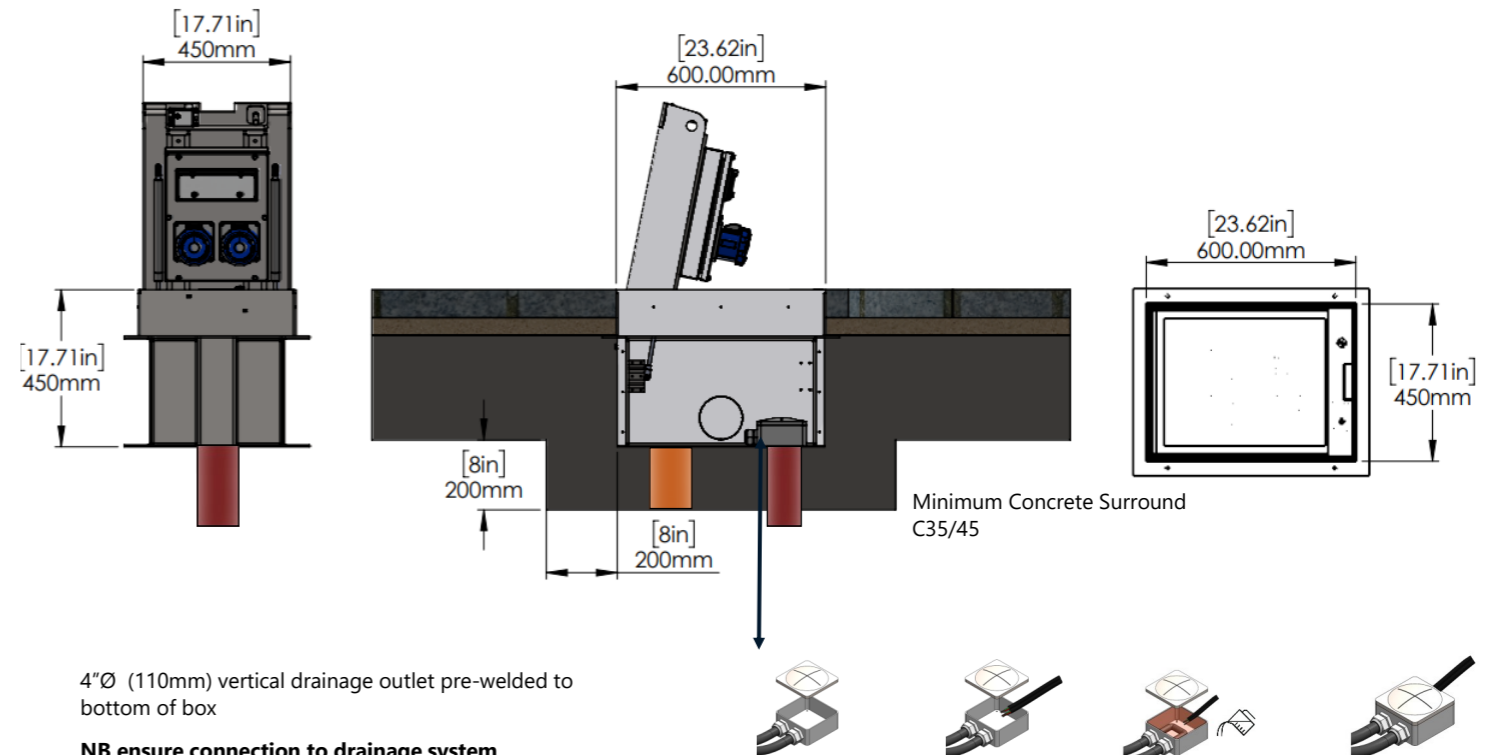 [17.71in]
450mm
[23.62in]
600.00mm
[23.62in]
600.00mm
[17.71in]
450mm
[17.71in]
450mm
[8in]
200mm
Minimum Concrete Surround
C35/45
[8in]
200mm
4"Ø (110mm) vertical drainage outlet pre-welded to
bottom of box
NB ensure connection to drainage system